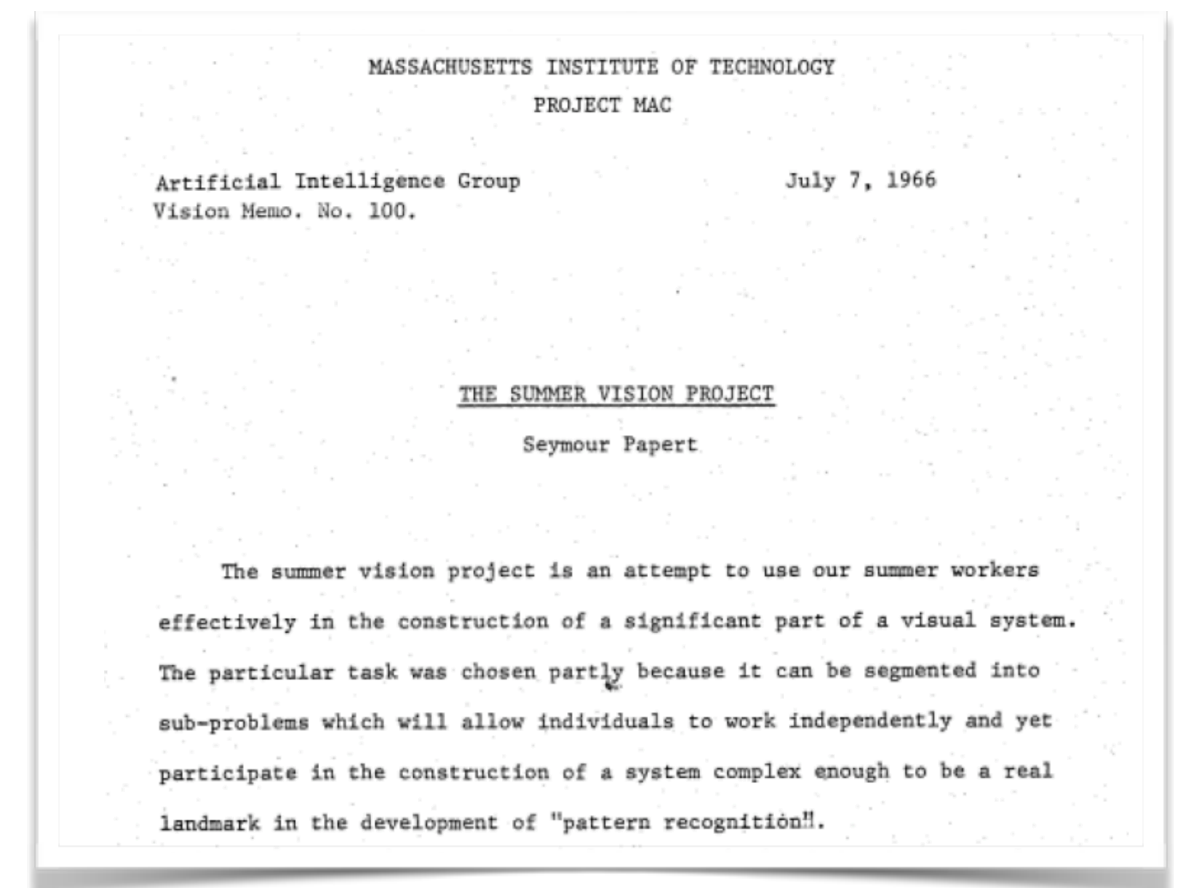 MASSACHUSETTS INSTITUTE OF TECHNOLOGY
PROJECT MAC
Artificial Intelligence Group July 7, 1966
Vision Memo. No. 100.
THE SUMMER VISION PROJECT
Seymour Papert
The summer vision project is an attempt to use our summer workers
effectively in the construction of a significant part of a visual system.
The particular task was chosen partly because it can be segmented into
sub-problems which will allow individuals to work independently and yet
participate in the construction of a system complex enough to be a real
landmark in the development of "pattern recognition".